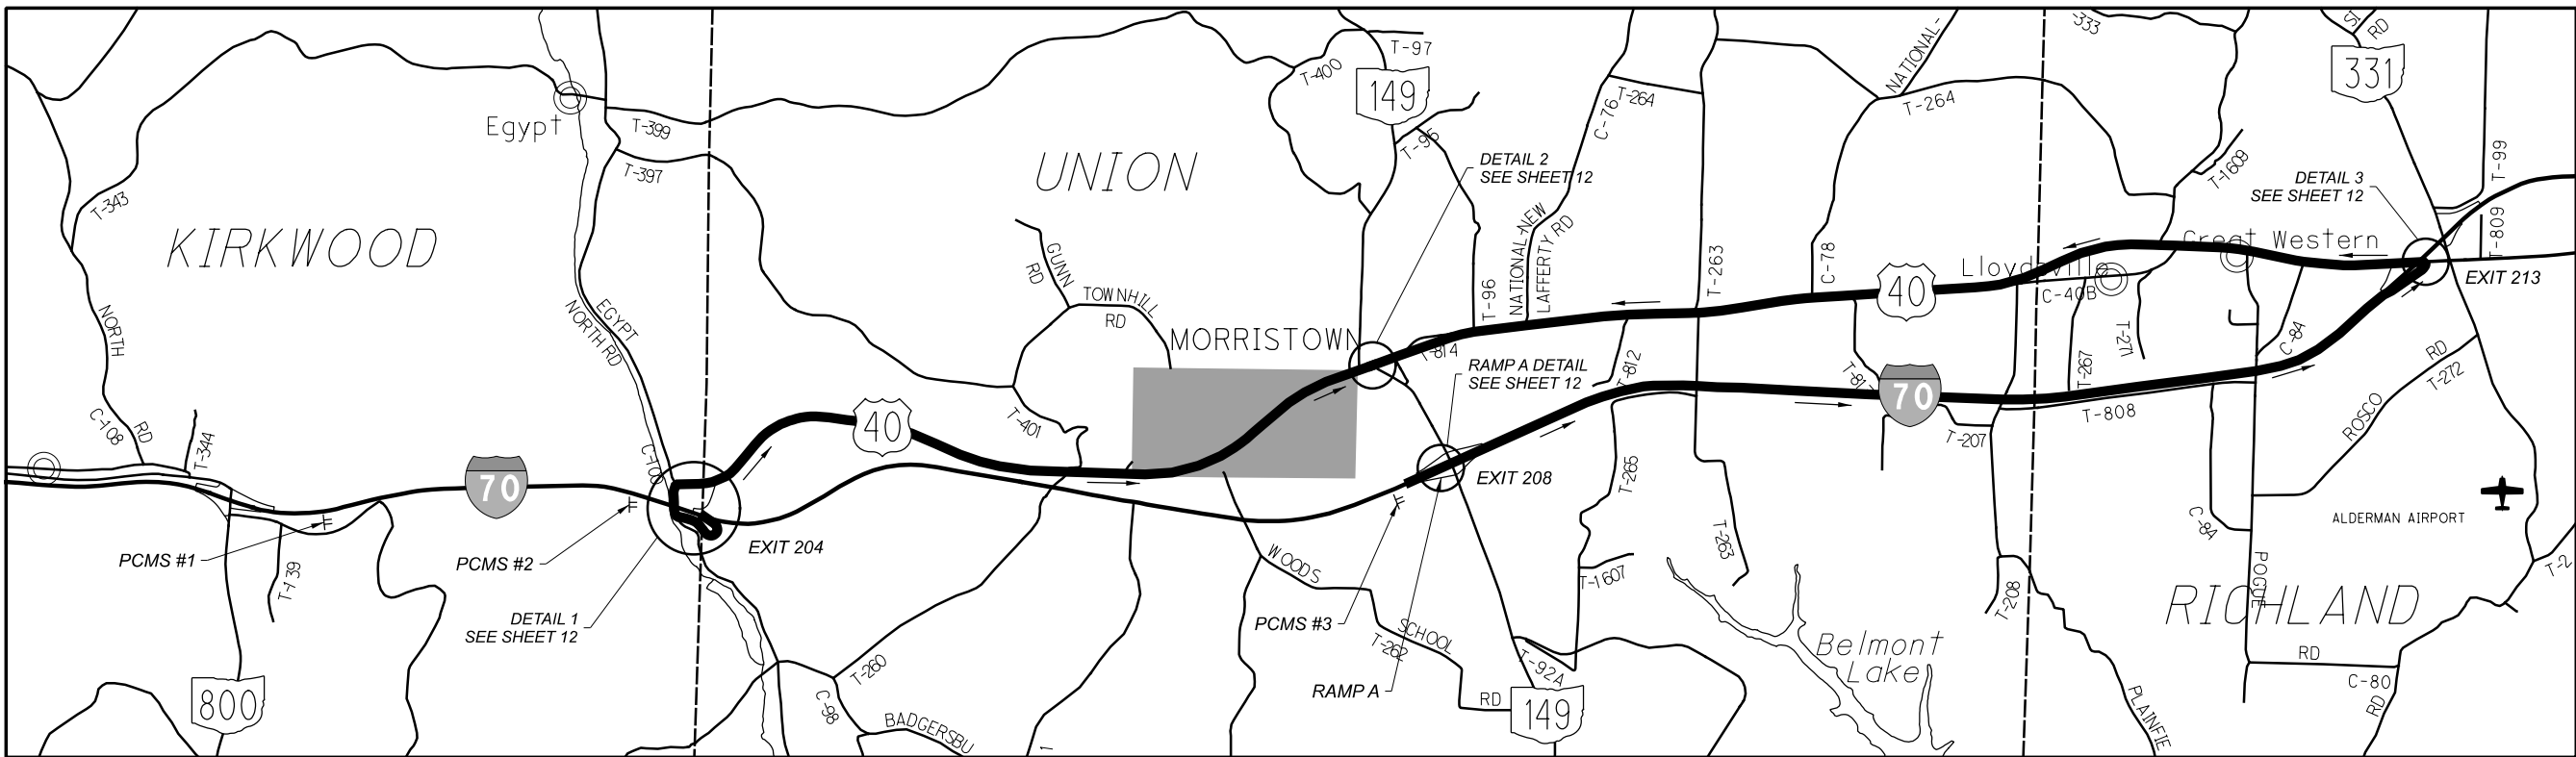 T-97
-333
SI
RD
T-400
149
NATIONAL-
331
T-264
C-76
T-264
Egypt
T-399
T-95
T-99
UNION
DETAIL 2
SEE SHEET 12
T-397
T-1609
DETAIL 3
SEE SHEET 12
T-343
KIRKWOOD
NATIONAL-NEW
LAFFERTY RD
T-809
GUNN
RD
C-78
Great Western
T-263
Lloydsville
EXIT 213
TOWNHILL
RD
T-96
40
C-40B
NORTH
EGYPT
NORTH RD
MORRISTOWN
T-814
T-271
C-84
RAMP A DETAIL
SEE SHEET 12
T-812
T-267
T-81
RD
T-272
70
ROSCO
T-808
C-108
RD
T-401
40
T-207
T-344
C-100
70
EXIT 208
T-265
ALDERMAN AIRPORT
C-84
T-263
PCMS #1
PCMS #2
EXIT 204
WOODS
T-139
T-1607
T-208
POGUE
T-2
RICHLAND
DETAIL 1
SEE SHEET 12
PCMS #3
SCHOOL
T-262
Belmont
Lake
T-260
T-92A
RD
C-80
RAMP A
RD
800
C-98
149
PLAINFIE
RD
BADGERSBU
1